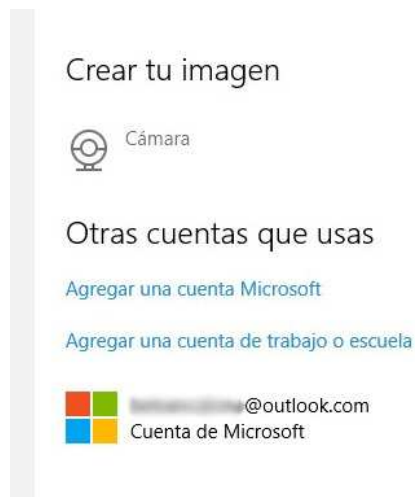 Crear tu imagen
Cámara
Otras cuentas que usas
Agregar una cuenta Microsoft
Agregar una cuenta de trabajo o escuela
@outlook.com
Cuenta de Microsoft